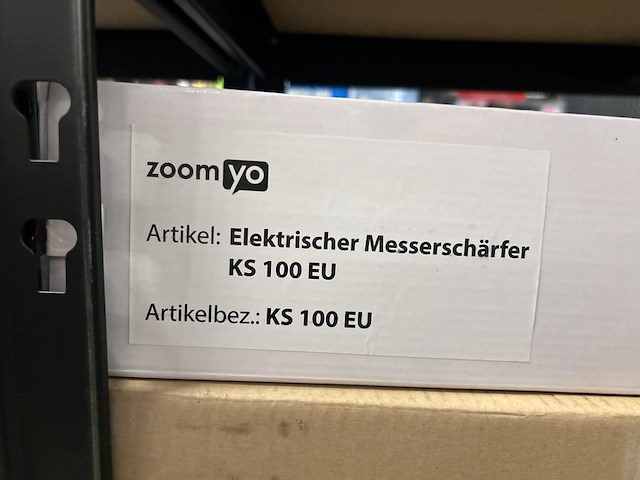 zoomyo
Artikel: Elektrischer Messerschärfer
KS 100 EU
Artikelbez.: KS 100 EU